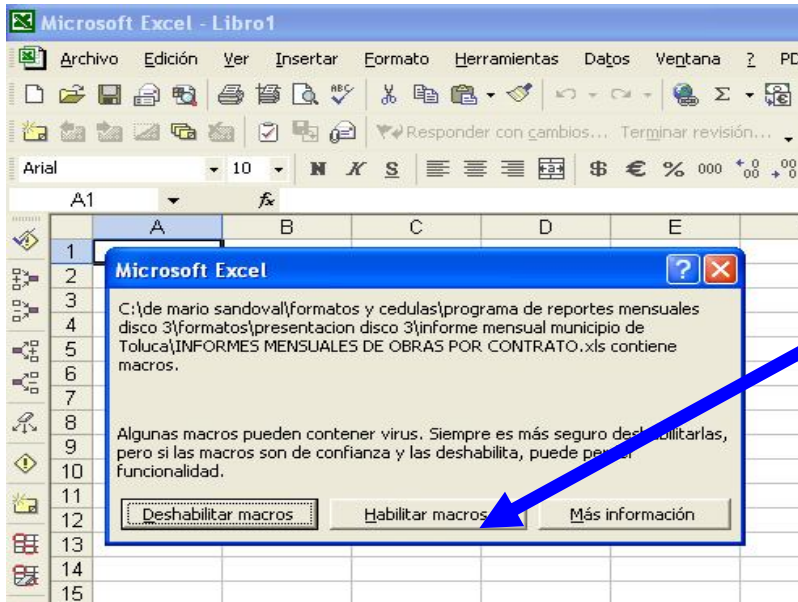 Microsoft Excel - Libro1
Archivo Edición Ver Insertar Formato Herramientas Datos Ventana ? PD
ABC Σ
Responder con cambios... Terminar revisión...
Arial 10 N K S $ € % 000
A1 fx
A B C D E
1
2
3
4
5
6
7
8
9
10
11
12
13
14
15
Microsoft Excel
C:\de mario sandoval\formatos y cedulas\programa de reportes mensuales
disco 3\formatos\presentacion disco 3\informe mensual municipio de
Toluca\INFORMES MENSUALES DE OBRAS POR CONTRATO.xls contiene
macros.
Algunas macros pueden contener virus. Siempre es más seguro deshabilitarlas,
pero si las macros son de confianza y las deshabilita, puede perder
funcionalidad.
Deshabilitar macros Habilitar macros Más información